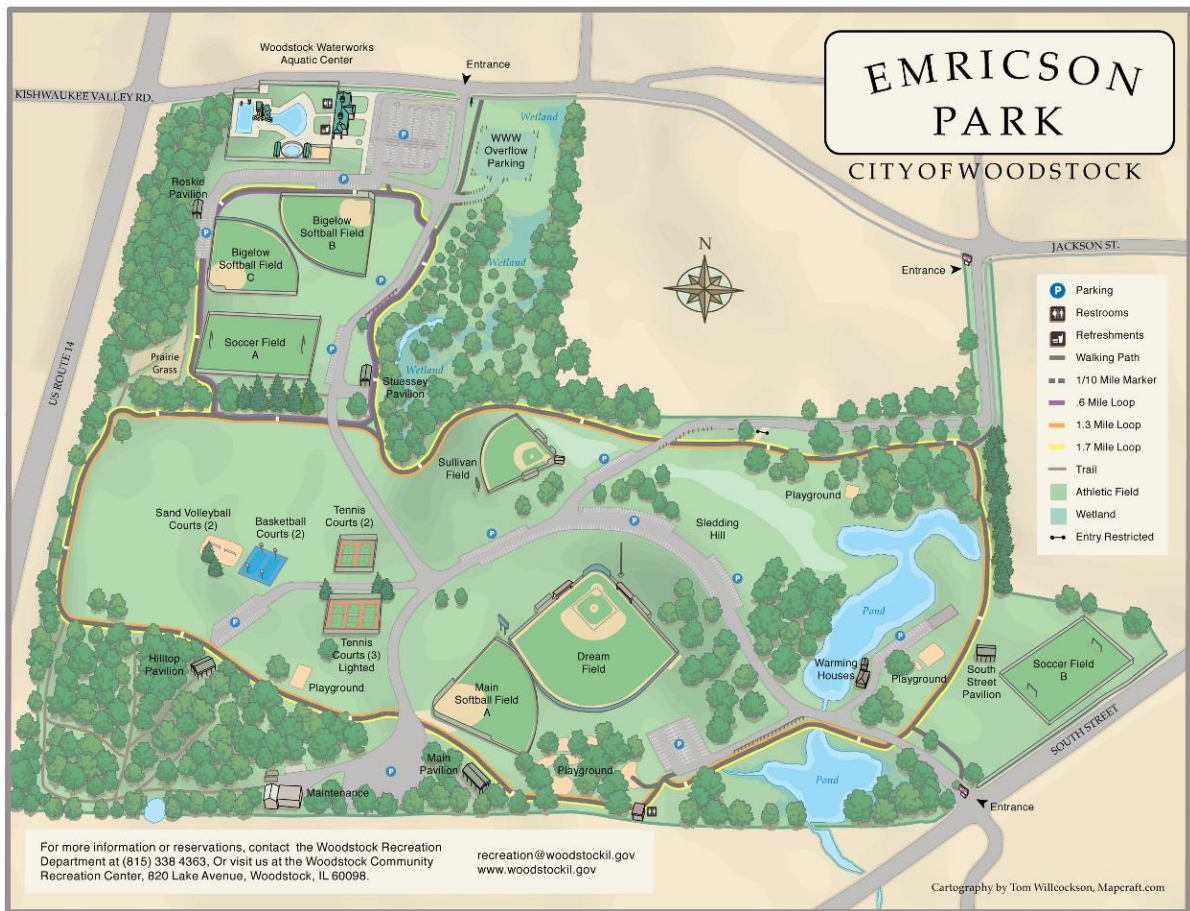 EMRICSON
PARK
CITY OF WOODSTOCK
Woodstock Waterworks
Aquatic Center
Entrance
KISHWAUKEE VALLEY RD.
P
Wetland
WWW
Overflow
Parking
P
Roskie
Pavilion
Bigelow
Softball Field
B
P
Bigelow
Softball Field
C
Wetland
P
N
JACKSON ST.
Entrance
US ROUTE 14
Soccer Field
A
P
Prairie
Grass
Wetland
Stuessey
Pavilion
P Parking
Restrooms
Refreshments
Walking Path
1/10 Mile Marker
.6 Mile Loop
1.3 Mile Loop
1.7 Mile Loop
Trail
Athletic Field
Wetland
Entry Restricted
Sullivan
Field
P
Playground
Sand Volleyball
Courts (2)
Basketball
Courts (2)
Tennis
Courts (2)
P
P
Sledding
Hill
P
Pond
P
P
Tennis
Courts (3)
Lighted
Hilltop
Pavilion
Playground
Dream
Field
Main
Softball Field
A
Warming
Houses
Playground
South
Street
Pavilion
Soccer Field
B
SOUTH STREET
P
Main
Pavilion
P
Playground
Maintenance
Pond
Entrance
For more information or reservations, contact the Woodstock Recreation
Department at (815) 338 4363, Or visit us at the Woodstock Community
Recreation Center, 820 Lake Avenue, Woodstock, IL 60098.
recreation@woodstockil.gov
www.woodstockil.gov
Cartography by Tom Willcockson, Mapcraft.com